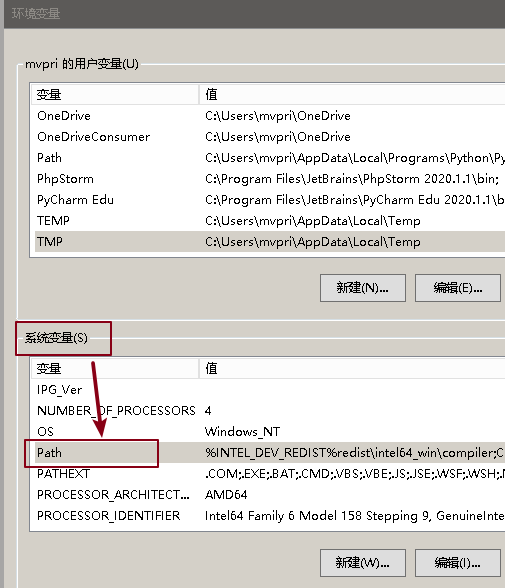 环境变量
mvpri 的用户变量(U)
变量 值
OneDrive C:\Users\mvpri\OneDrive
OneDriveConsumer C:\Users\mvpri\OneDrive
Path C:\Users\mvpri\AppData\Local\Programs\Python\Py
PhpStorm C:\Program Files\JetBrains\PhpStorm 2020.1.1\bin;
PyCharm Edu C:\Program Files\JetBrains\PyCharm Edu 2020.1.1\b
TEMP C:\Users\mvpri\AppData\Local\Temp
TMP C:\Users\mvpri\AppData\Local\Temp
新建(N)... 编辑(E)...
系统变量(S)
变量 值
IPG_Ver
NUMBER_OF_PROCESSORS 4
OS Windows_NT
Path %INTEL_DEV_REDIST%redist\intel64_win\compiler;C
PATHEXT .COM;.EXE;.BAT;.CMD;.VBS;.VBE;.JS;.JSE;.WSF;.WSH;.
PROCESSOR_ARCHITECT... AMD64
PROCESSOR_IDENTIFIER Intel64 Family 6 Model 158 Stepping 9, GenuineInte
新建(W)... 编辑(I)...